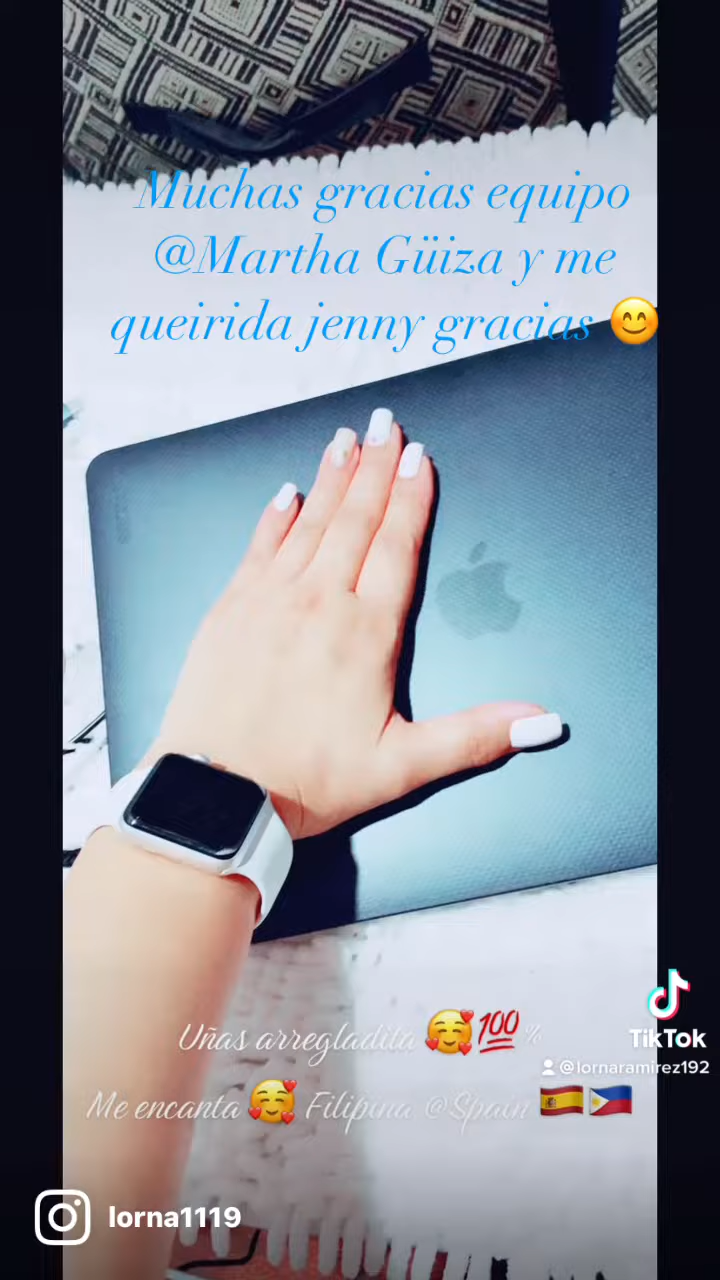 Muchas gracias equipo
@Martha Güiza y me
queirida jenny gracias 😊
Uñas arregladita 🥰💯%
Me encanta 🥰 Filipina @Spain 🇪🇸🇵🇭
TikTok
@lornaramirez192
lorna1119